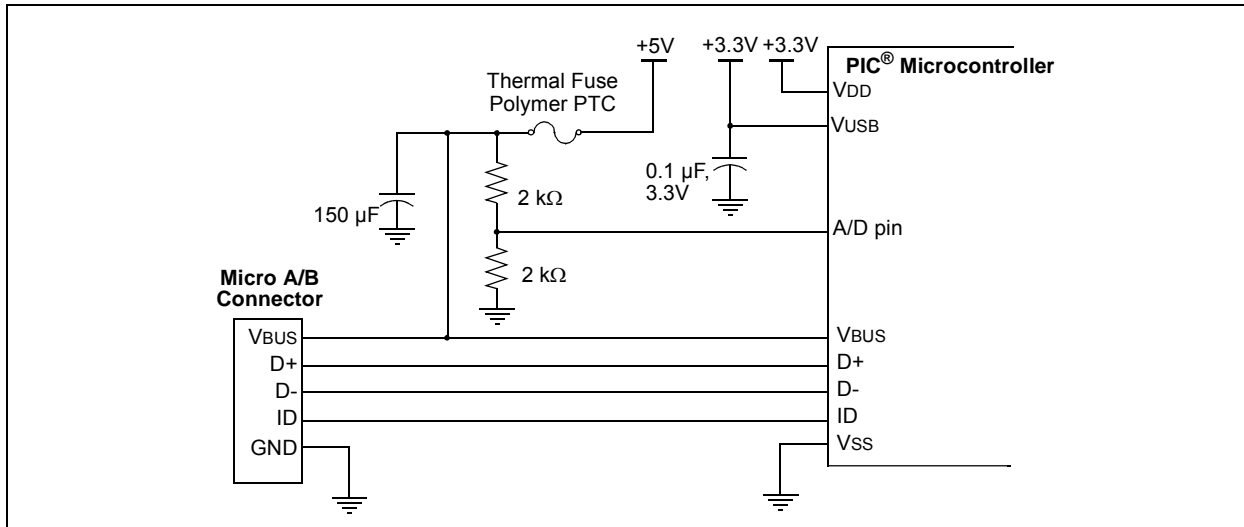 +5V
+3.3V
+3.3V
PIC® Microcontroller
Thermal Fuse
Polymer PTC
VDD
VUSB
0.1 µF,
3.3V
2 kΩ
150 µF
A/D pin
2 kΩ
Micro A/B
Connector
VBUS
D+
D-
ID
GND
VBUS
D+
D-
ID
VSS